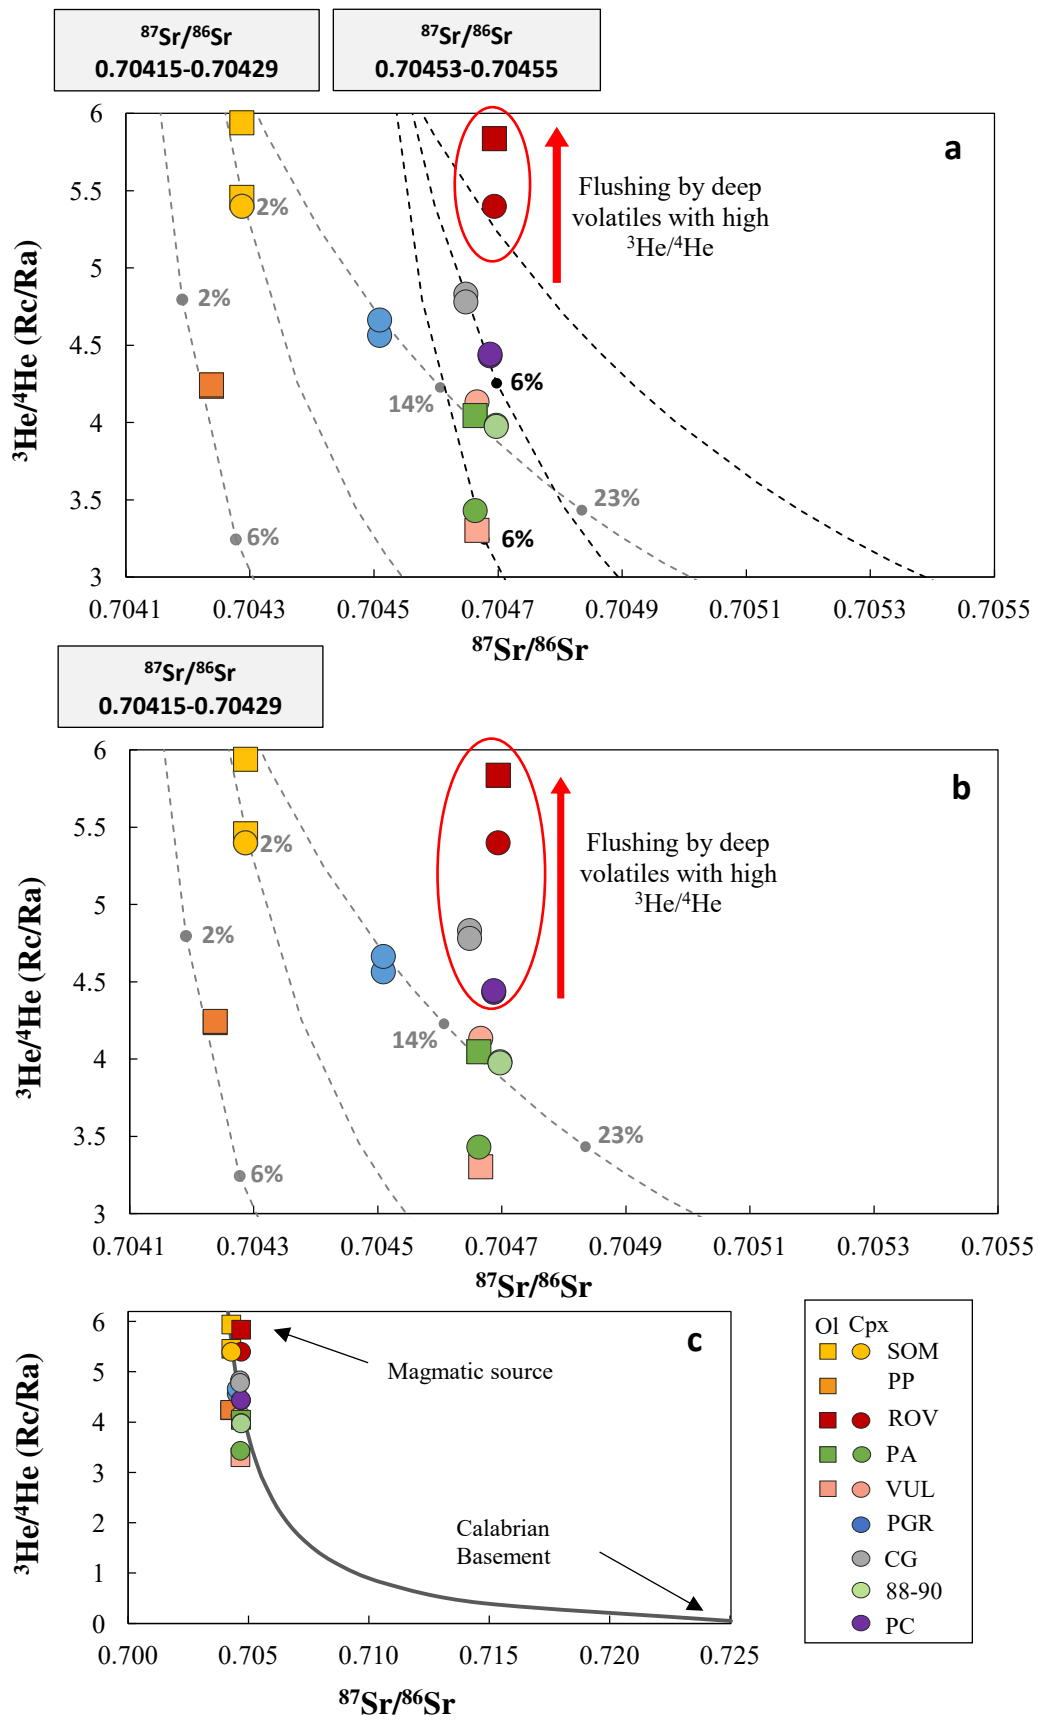 ⁸⁷Sr/⁸⁶Sr
0.70415-0.70429
⁸⁷Sr/⁸⁶Sr
0.70453-0.70455
a
6
5.5
5
4.5
4
3.5
3
³He/⁴He (Rc/Ra)
2%
2%
6%
14%
23%
6%
6%
Flushing by deep
volatiles with high
³He/⁴He
0.7041
0.7043
0.7045
0.7047
0.7049
0.7051
0.7053
0.7055
⁸⁷Sr/⁸⁶Sr
⁸⁷Sr/⁸⁶Sr
0.70415-0.70429
b
6
5.5
5
4.5
4
3.5
3
³He/⁴He (Rc/Ra)
2%
2%
6%
14%
23%
Flushing by deep
volatiles with high
³He/⁴He
0.7041
0.7043
0.7045
0.7047
0.7049
0.7051
0.7053
0.7055
⁸⁷Sr/⁸⁶Sr
c
6
5
4
3
2
1
0
³He/⁴He (Rc/Ra)
Magmatic source
Calabrian
Basement
0.700
0.705
0.710
0.715
0.720
0.725
⁸⁷Sr/⁸⁶Sr
Ol Cpx
SOM
PP
ROV
PA
VUL
PGR
CG
88-90
PC